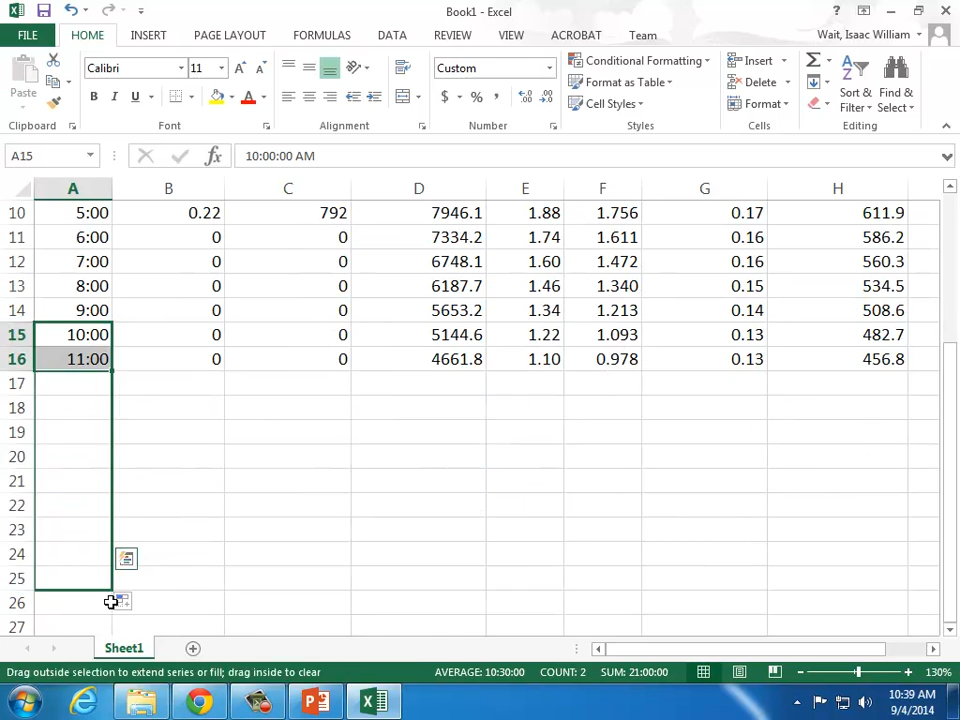 Book1 - Excel
FILE HOME INSERT PAGE LAYOUT FORMULAS DATA REVIEW VIEW ACROBAT Team Wait, Isaac William
Calibri 11 Custom Conditional Formatting Insert
Paste Format as Table Delete Sort & Find &
B I U $ % , Cell Styles Format Filter Select
Clipboard Font Alignment Number Styles Cells Editing
A15 fx 10:00:00 AM
A B C D E F G H
10 5:00 0.22 792 7946.1 1.88 1.756 0.17 611.9
11 6:00 0 0 7334.2 1.74 1.611 0.16 586.2
12 7:00 0 0 6748.1 1.60 1.472 0.16 560.3
13 8:00 0 0 6187.7 1.46 1.340 0.15 534.5
14 9:00 0 0 5653.2 1.34 1.213 0.14 508.6
15 10:00 0 0 5144.6 1.22 1.093 0.13 482.7
16 11:00 0 0 4661.8 1.10 0.978 0.13 456.8
17
18
19
20
21
22
23
24
25
26
27
Sheet1
Drag outside selection to extend series or fill; drag inside to clear AVERAGE: 10:30:00 COUNT: 2 SUM: 21:00:00 130%
10:39 AM
9/4/2014